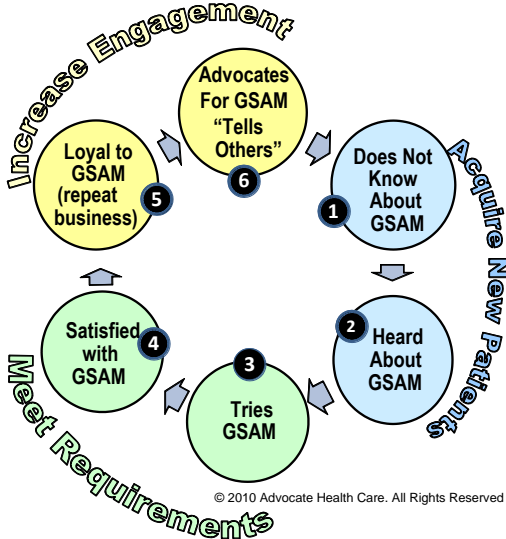 Increase Engagement
Advocates
For GSAM
“Tells
Others”
6
Acquire New Patients
Does Not
Know
About
GSAM
1
2
Heard
About
GSAM
Meet Requirements
3
Tries
GSAM
Satisfied
with
GSAM
4
Loyal to
GSAM
(repeat
business)
5
© 2010 Advocate Health Care. All Rights Reserved